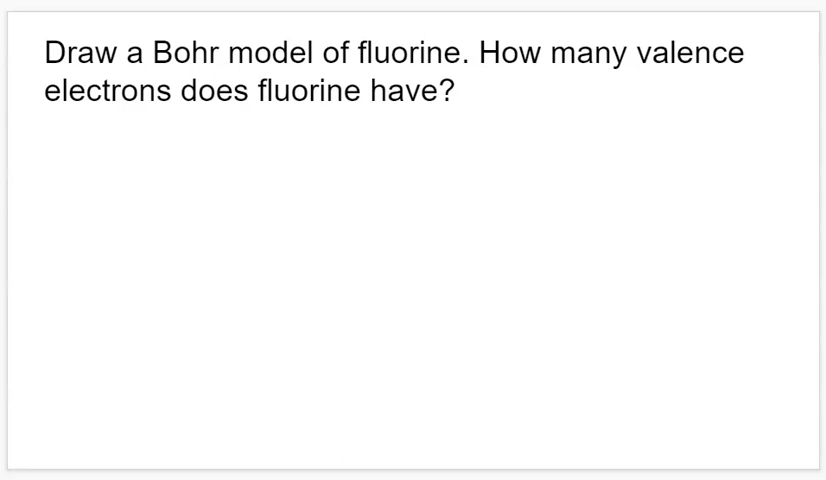 Draw a Bohr model of fluorine. How many valence
electrons does fluorine have?